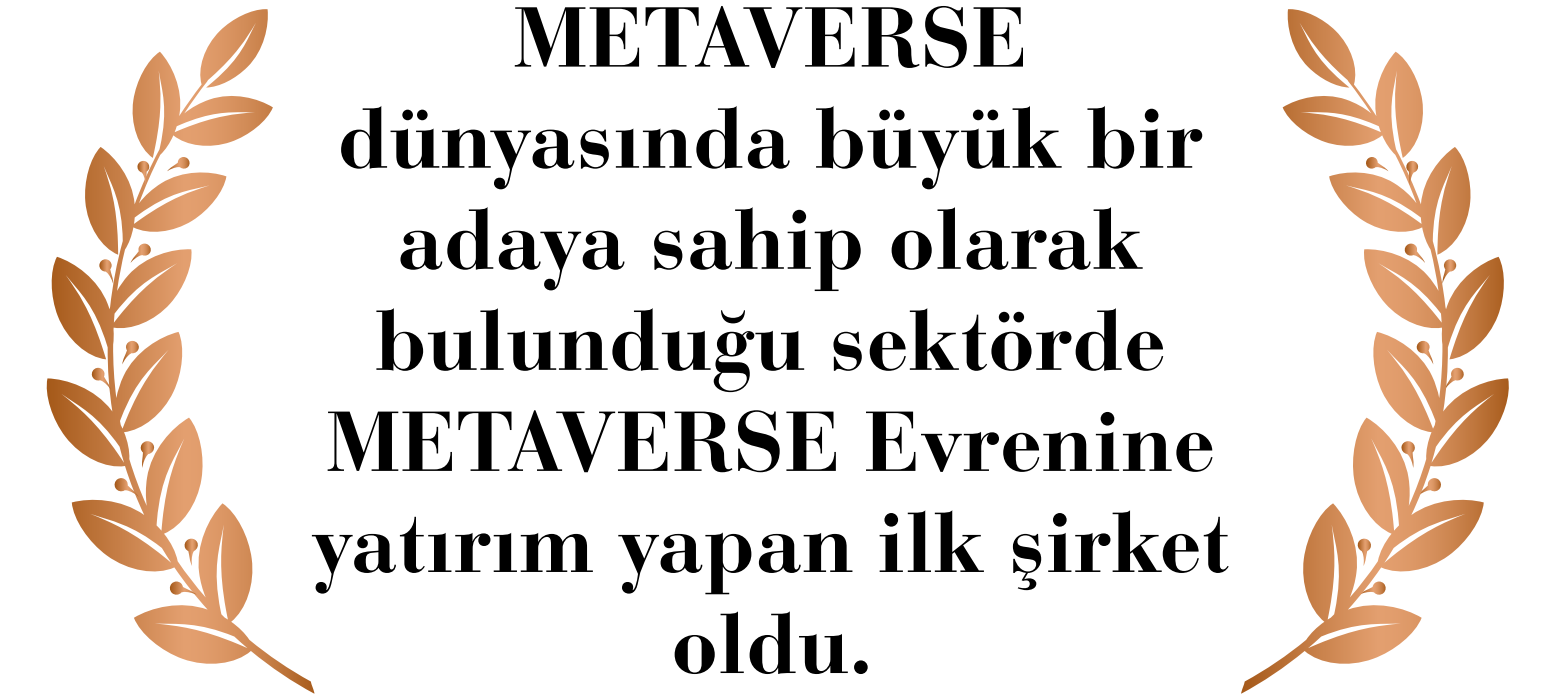 METAVERSE
dünyasında büyük bir
adaya sahip olarak
bulunduğu sektörde
METAVERSE Evrenine
yatırım yapan ilk şirket
oldu.